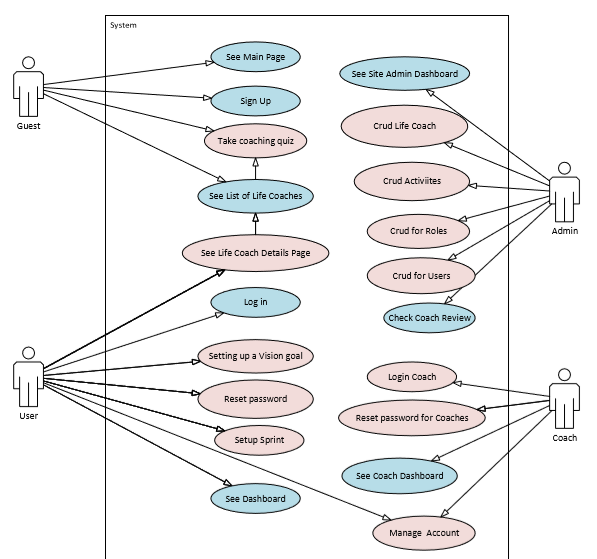 System
See Main Page
See Site Admin Dashboard
Sign Up
Guest
Crud Life Coach
Take coaching quiz
Crud Activiites
See List of Life Coaches
Admin
Crud for Roles
See Life Coach Details Page
Crud for Users
Log in
Check Coach Review
Setting up a Vision goal
Login Coach
Reset password
User
Reset password for Coaches
Coach
Setup Sprint
See Coach Dashboard
See Dashboard
Manage Account